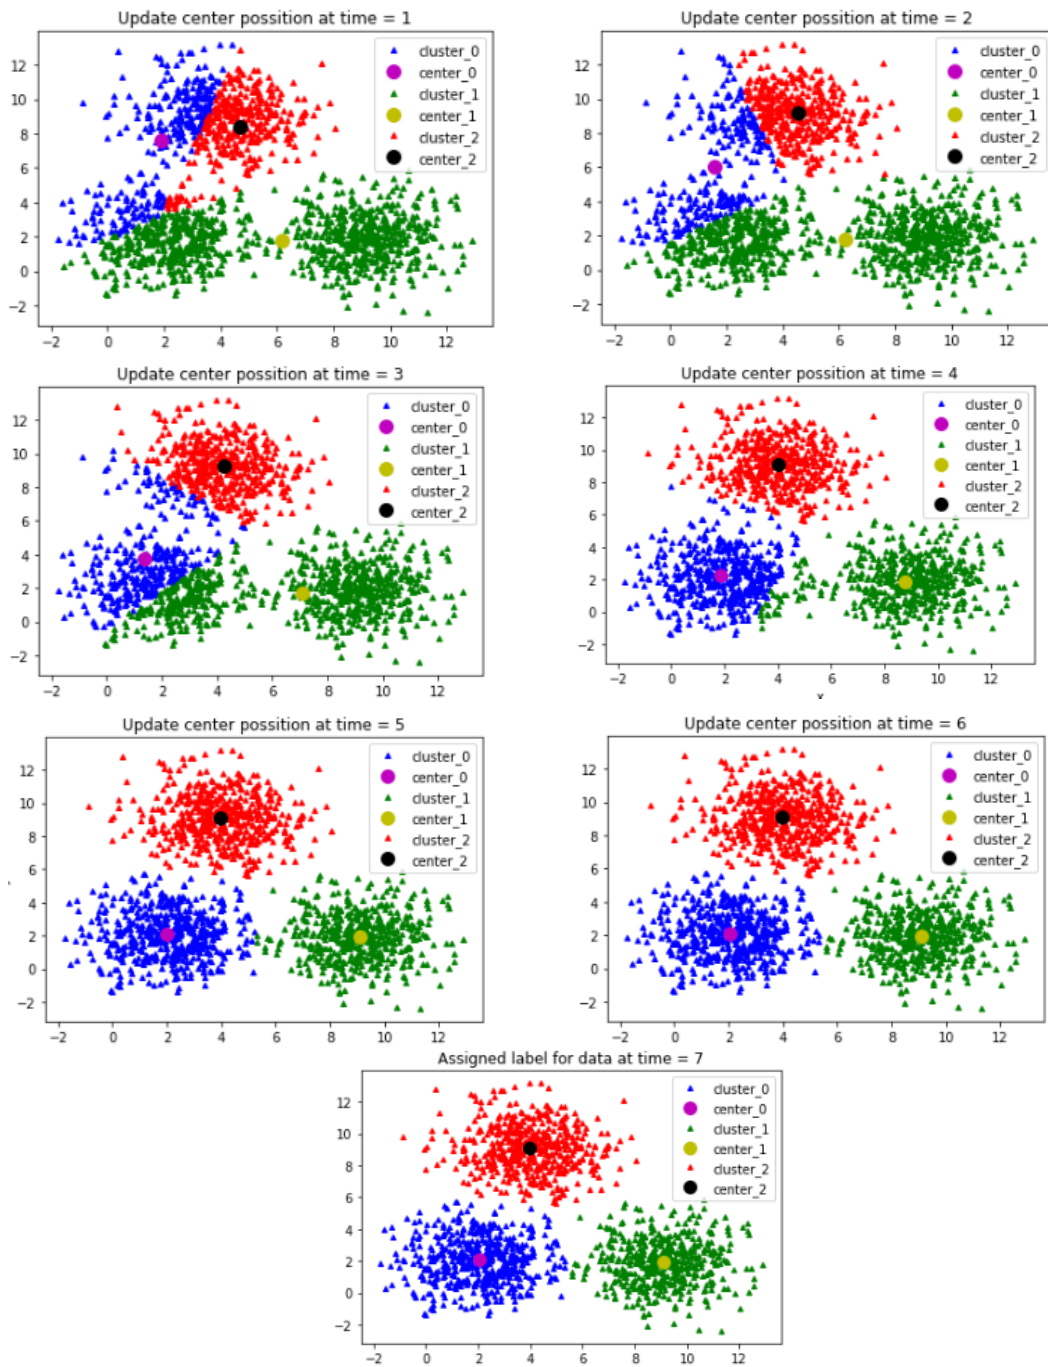 Update center possition at time = 1
cluster_0
center_0
cluster_1
center_1
cluster_2
center_2
12
10
8
6
4
2
0
−2
−2 0 2 4 6 8 10 12
Update center possition at time = 2
cluster_0
center_0
cluster_1
center_1
cluster_2
center_2
12
10
8
6
4
2
0
−2
−2 0 2 4 6 8 10 12
Update center possition at time = 3
cluster_0
center_0
cluster_1
center_1
cluster_2
center_2
12
10
8
6
4
2
0
−2
−2 0 2 4 6 8 10 12
Update center possition at time = 4
cluster_0
center_0
cluster_1
center_1
cluster_2
center_2
12
10
8
6
4
2
0
−2
−2 0 2 4 6 8 10 12
Update center possition at time = 5
cluster_0
center_0
cluster_1
center_1
cluster_2
center_2
12
10
8
6
4
2
0
−2
−2 0 2 4 6 8 10 12
Update center possition at time = 6
cluster_0
center_0
cluster_1
center_1
cluster_2
center_2
12
10
8
6
4
2
0
−2
−2 0 2 4 6 8 10 12
Assigned label for data at time = 7
cluster_0
center_0
cluster_1
center_1
cluster_2
center_2
12
10
8
6
4
2
0
−2
−2 0 2 4 6 8 10 12